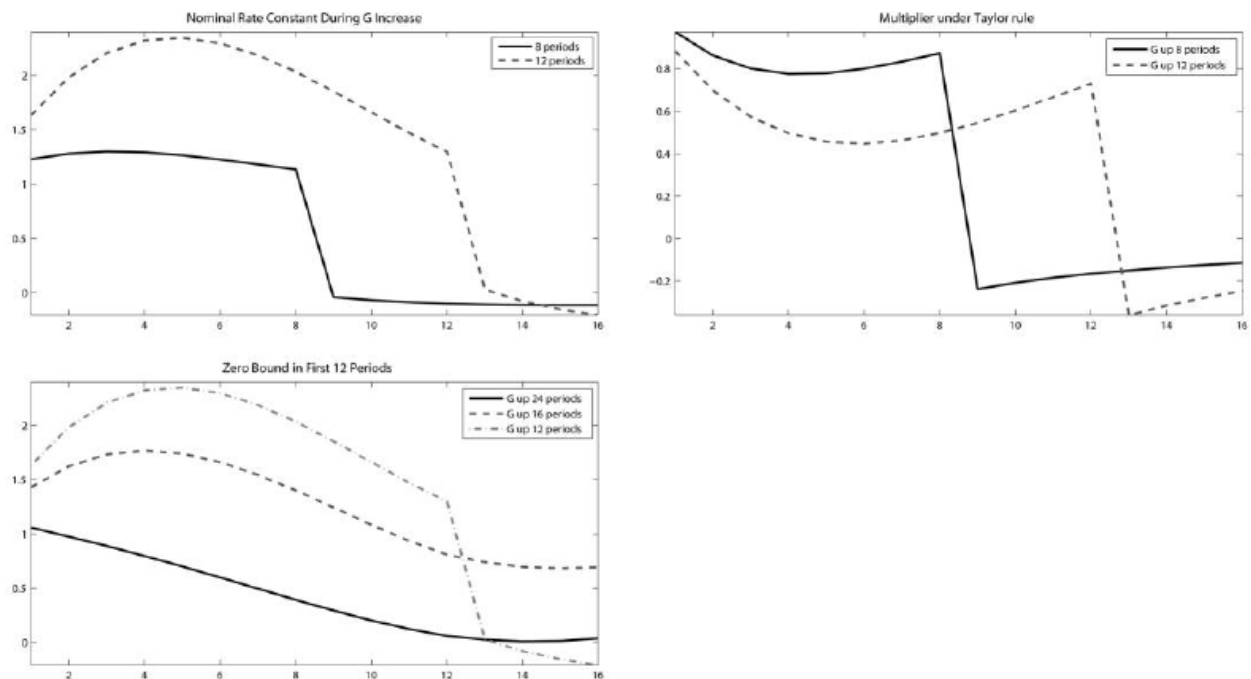 Nominal Rate Constant During G Increase
8 periods
12 periods
2
1.5
1
0.5
0
2 4 6 8 10 12 14 16
Multiplier under Taylor rule
G up 8 periods
G up 12 periods
0.8
0.6
0.4
0.2
0
−0.2
2 4 6 8 10 12 14 16
Zero Bound in First 12 Periods
G up 24 periods
G up 16 periods
G up 12 periods
2
1.5
1
0.5
0
2 4 6 8 10 12 14 16